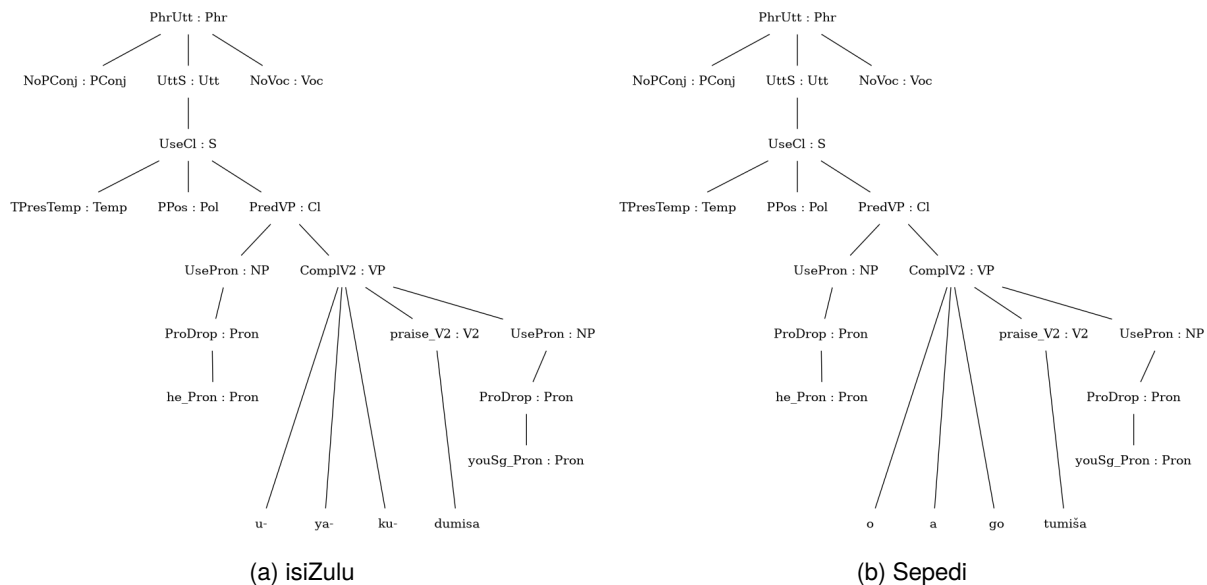 PhrUtt : Phr
NoPConj : PConj UttS : Utt NoVoc : Voc
UseCl : S
TPresTemp : Temp PPos : Pol PredVP : Cl
UsePron : NP ComplV2 : VP
ProDrop : Pron praise_V2 : V2 UsePron : NP
he_Pron : Pron ProDrop : Pron
youSg_Pron : Pron
u- ya- ku- dumisa
(a) isiZulu
PhrUtt : Phr
NoPConj : PConj UttS : Utt NoVoc : Voc
UseCl : S
TPresTemp : Temp PPos : Pol PredVP : Cl
UsePron : NP ComplV2 : VP
ProDrop : Pron praise_V2 : V2 UsePron : NP
he_Pron : Pron ProDrop : Pron
youSg_Pron : Pron
o a go tumiša
(b) Sepedi